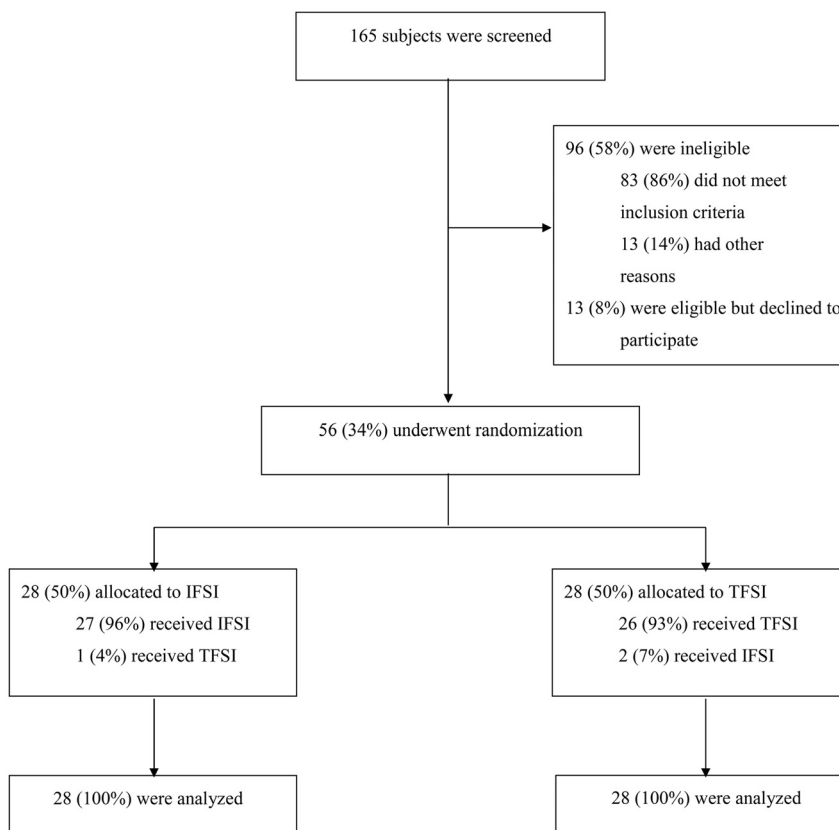 165 subjects were screened
96 (58%) were ineligible
83 (86%) did not meet
inclusion criteria
13 (14%) had other
reasons
13 (8%) were eligible but declined to
participate
56 (34%) underwent randomization
28 (50%) allocated to IFSI
27 (96%) received IFSI
1 (4%) received TFSI
28 (50%) allocated to TFSI
26 (93%) received TFSI
2 (7%) received IFSI
28 (100%) were analyzed
28 (100%) were analyzed